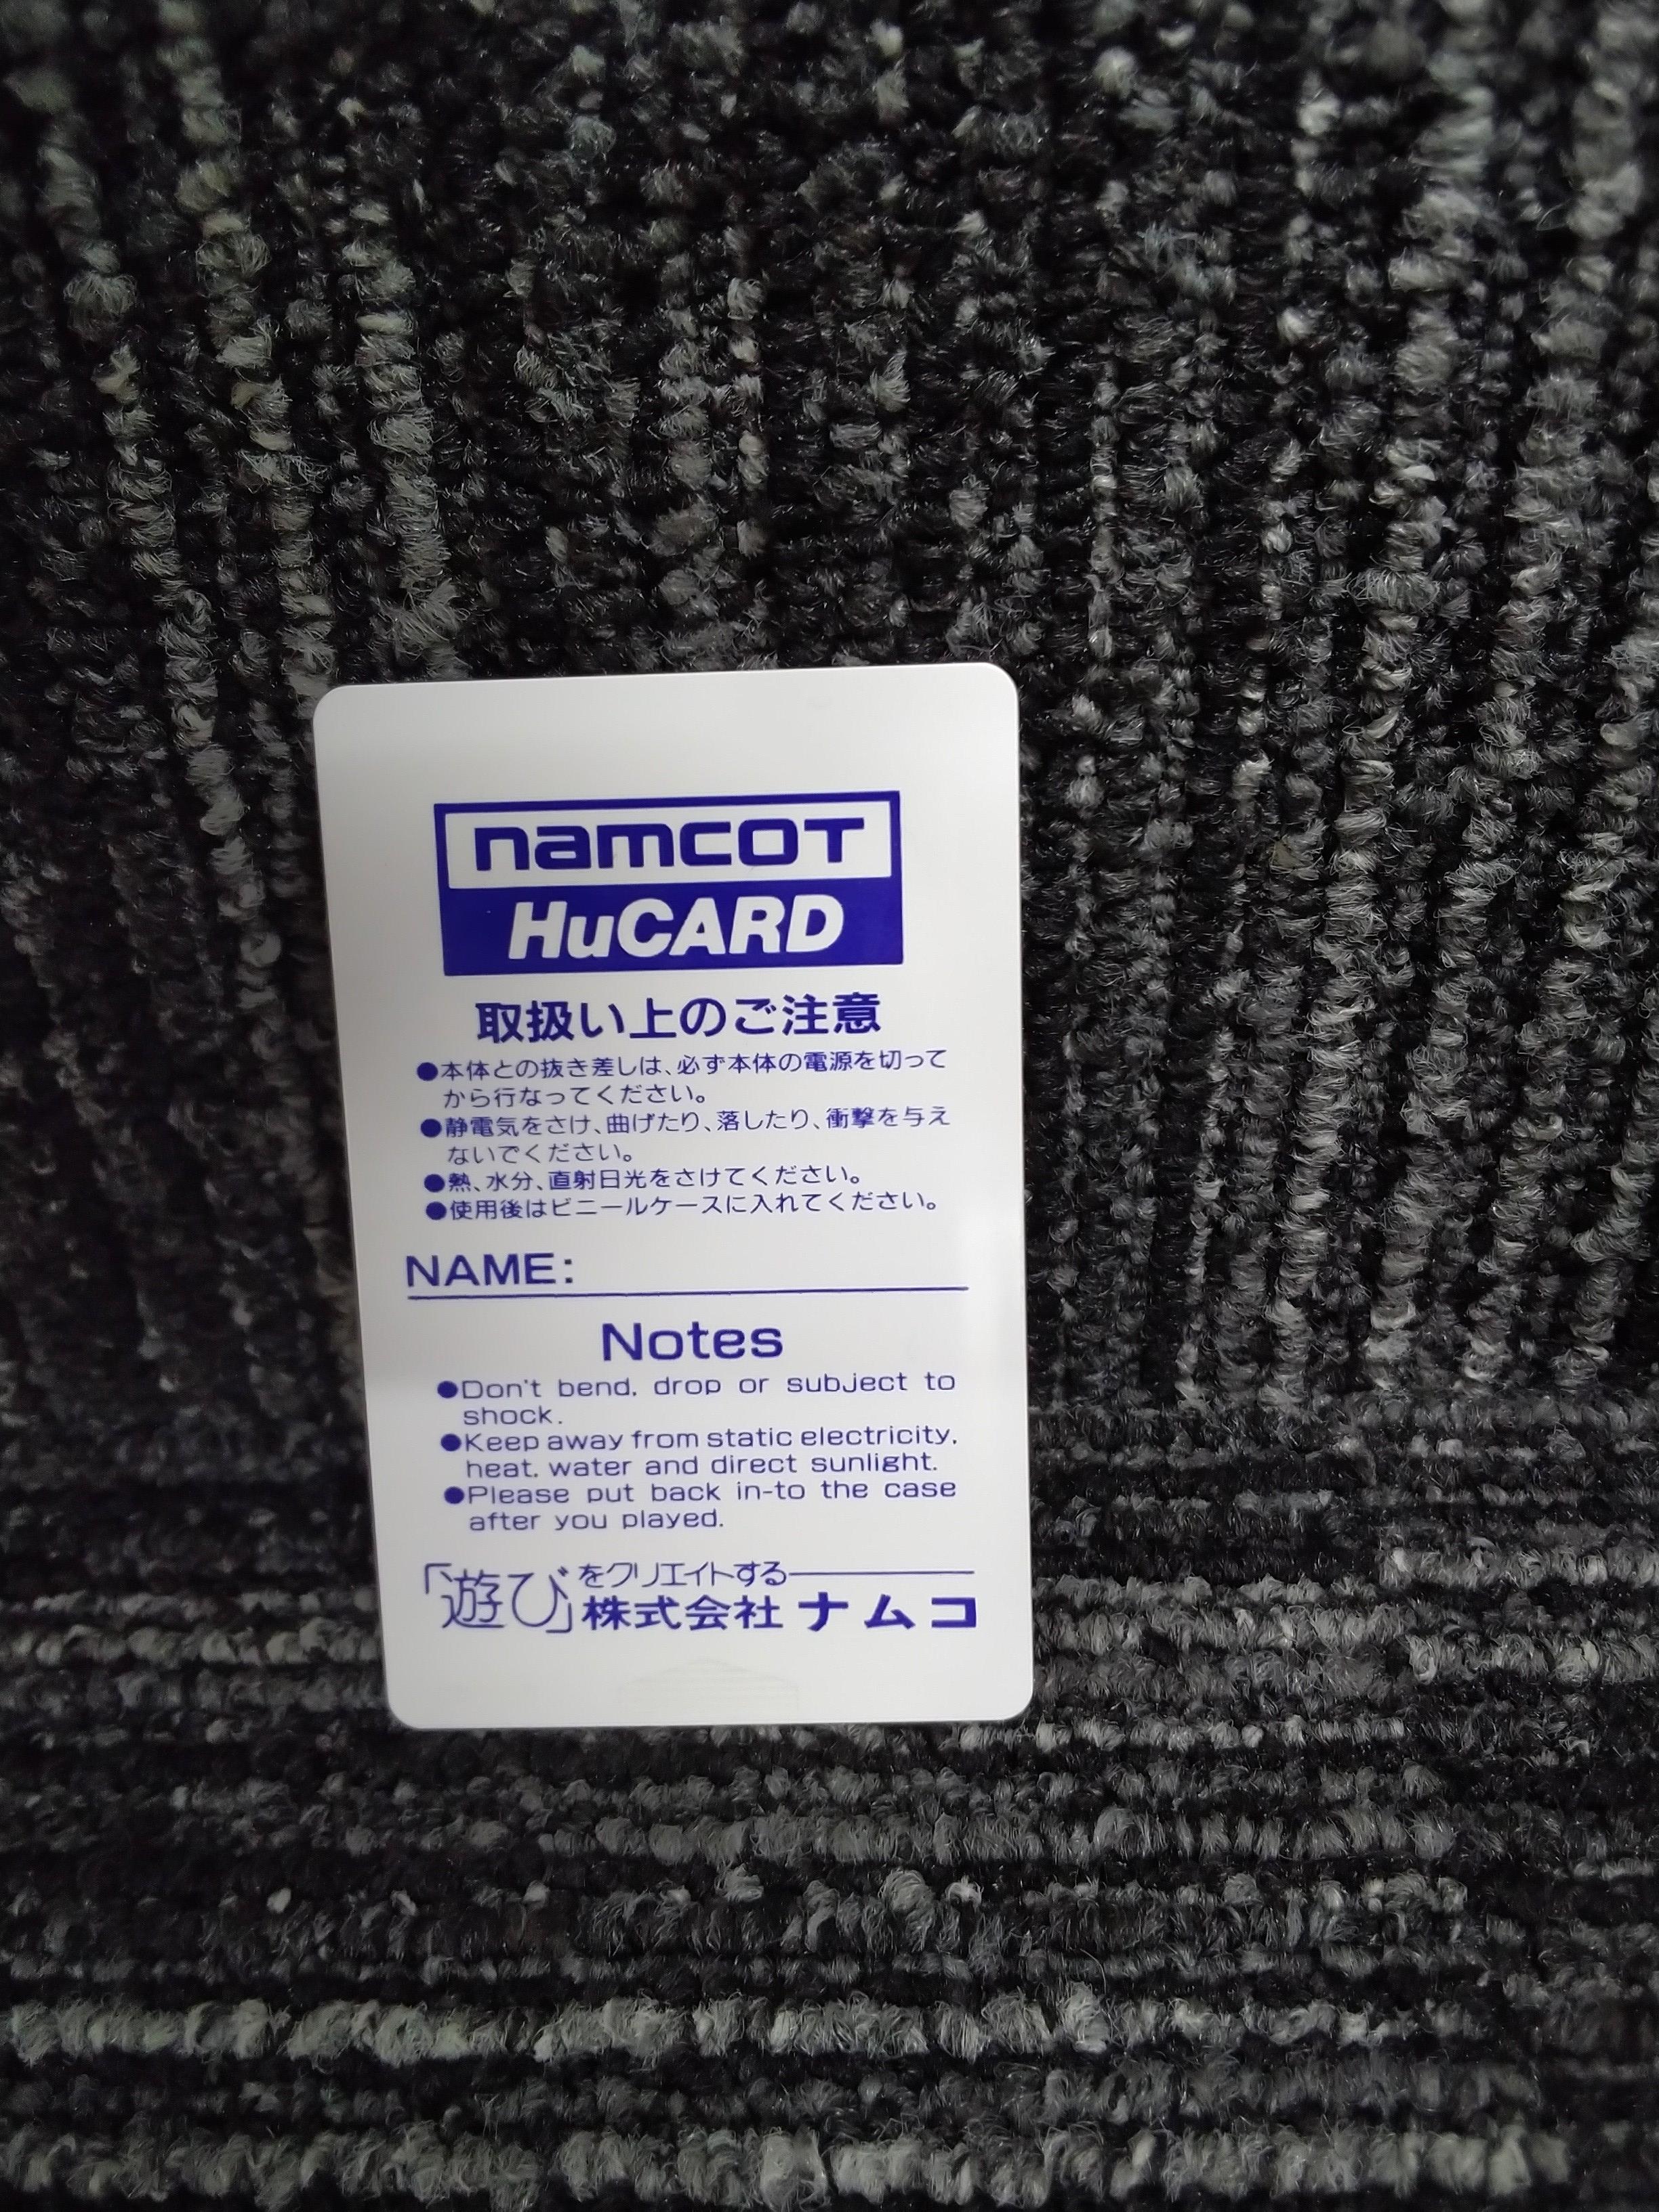 namcoT
HuCARD
取扱い上のご注意
●本体との抜き差しは、必ず本体の電源を切って
から行なってください。
●静電気をさけ、曲げたり、落したり、衝撃を与え
ないでください。
●熱、水分、直射日光をさけてください。
●使用後はビニールケースに入れてください。
NAME:
Notes
●Don't bend, drop or subject to
shock.
●Keep away from static electricity,
heat, water and direct sunlight.
●Please put back in-to the case
after you played.
「遊び」をクリエイトする
株式会社 ナムコ